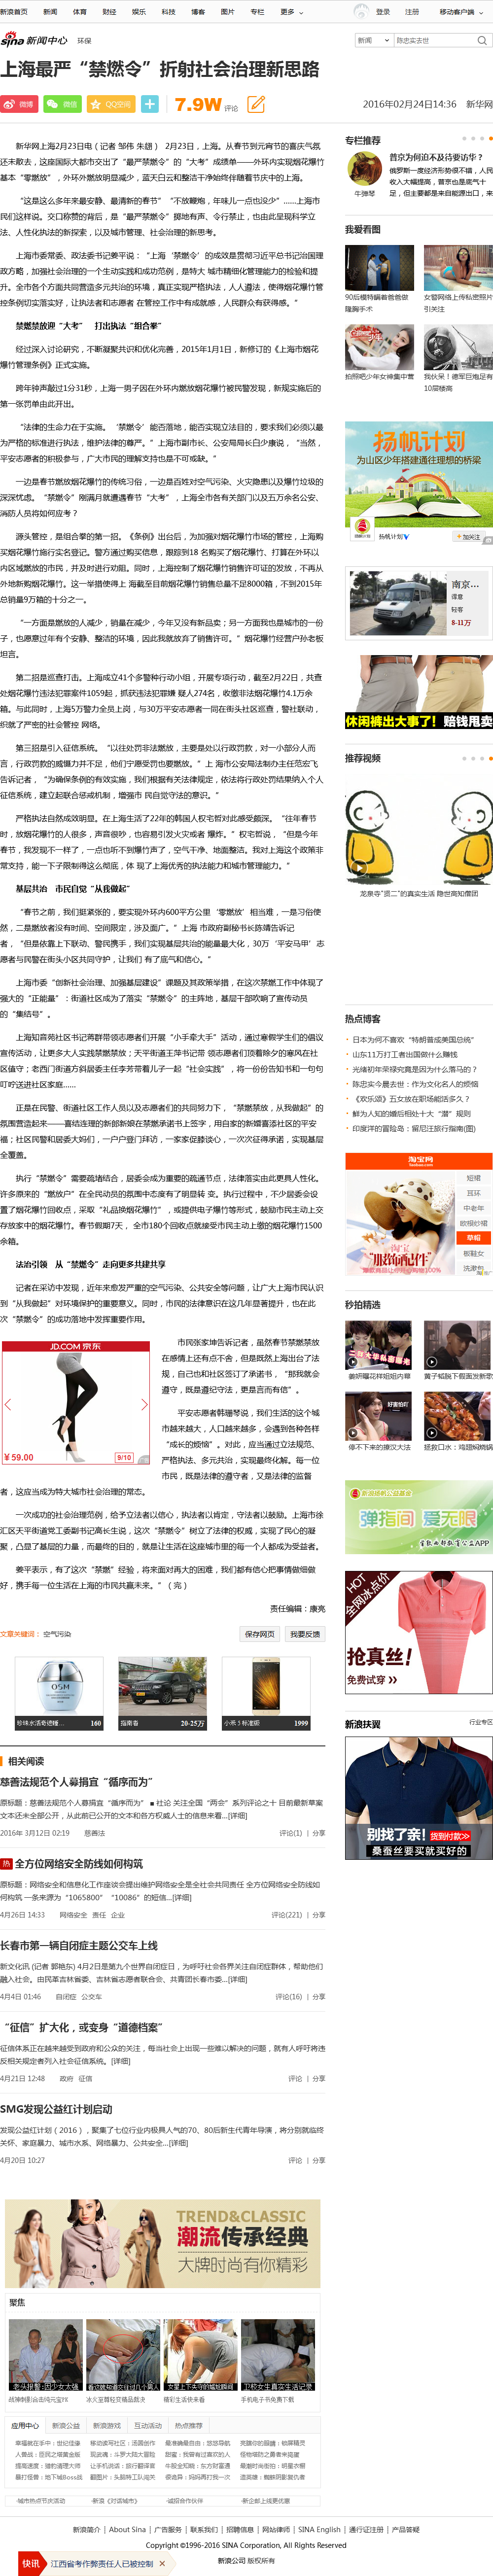 新浪首页 新闻 体育 财经 娱乐 科技 博客 图片 专栏 更多 登录 注册 移动客户端
sina 新闻中心 环保 新闻 陈忠实去世
上海最严“禁燃令”折射社会治理新思路
微博 微信 QQ空间 7.9W 评论 2016年02月24日14:36 新华网
新华网上海2月23日电（记者 邹伟 朱翃） 2月23日，上海。从春节到元宵节的喜庆气氛
还未散去，这座国际大都市交出了“最严禁燃令”的“大考”成绩单——外环内实现烟花爆竹
基本“零燃放”，外环外燃放明显减少，蓝天白云和整洁干净始终伴随着节庆中的上海。
“这是这么多年来最安静、最清新的春节” “不放鞭炮，年味儿一点也没少”……上海市
民们这样说。交口称赞的背后，是“最严禁燃令”掷地有声、令行禁止，也由此呈现科学立
法、人性化执法的新探索，以及城市管理、社会治理的新思考。
上海市委常委、政法委书记姜平说：“上海‘禁燃令’的成效是贯彻习近平总书记治国理
政方略，加强社会治理的一个生动实践和成功范例，是特大 城市精细化管理能力的检验和提
升。全市各个方面共同营造多元共治的环境，真正实现严格执法，人人遵法，使得烟花爆竹管
控条例切实落实好，让执法者和志愿者 在管控工作中有成就感，人民群众有获得感。”
禁燃禁放迎“大考” 打出执法“组合拳”
经过深入讨论研究，不断凝聚共识和优化完善，2015年1月1日，新修订的《上海市烟花
爆竹管理条例》正式实施。
跨年钟声敲过1分31秒，上海一男子因在外环内燃放烟花爆竹被民警发现，新规实施后的
第一张罚单由此开出。
“法律的生命力在于实施。‘禁燃令’能否落地，能否实现立法目的，要求我们必须以最
为严格的标准进行执法，维护法律的尊严。”上海市副市长、公安局局长白少康说，“当然，
平安志愿者的积极参与，广大市民的理解支持也是不可或缺。”
一边是春节燃放烟花爆竹的传统习俗，一边是百姓对空气污染、火灾隐患以及爆竹垃圾的
深深忧虑。“禁燃令”刚满月就遭遇春节“大考”，上海全市各有关部门以及五万余名公安、
消防人员将如何应考？
源头管控，是组合拳的第一招。《条例》出台后，为加强对烟花爆竹市场的管控，上海购
买烟花爆竹施行实名登记。警方通过购买信息，跟踪到18 名购买了烟花爆竹、打算在外环以
内区域燃放的市民，并及时进行劝阻。同时，上海控制了烟花爆竹销售许可证的发放，不再从
外地新购烟花爆竹。这一举措使得上 海截至目前烟花爆竹销售总量不足8000箱，不到2015年
总销量9万箱的十分之一。
“一方面是燃放的人减少，销量在减少，今年又没有新品卖；另一方面我也是城市的一份
子，也愿意过年有个安静、整洁的环境，因此我就放弃了销售许可。”烟花爆竹经营户孙老板
坦言。
第二招是巡查打击。上海成立41个多警种行动小组，开展专项行动，截至2月22日，共查
处烟花爆竹违法犯罪案件1059起，抓获违法犯罪嫌 疑人274名，收缴非法烟花爆竹4.1万余
箱。与此同时，上海5万警力全员上岗，与30万平安志愿者一同在街头社区巡查，警社联动，
织就了严密的社会管控 网络。
第三招是引入征信系统。“以往处罚非法燃放，主要是处以行政罚款，对一小部分人而
言，行政罚款的威慑力并不足，他们宁愿受罚也要燃放。”上 海市公安局法制办主任范宏飞
告诉记者，“为确保条例的有效实施，我们根据有关法律规定，依法将行政处罚结果纳入个人
征信系统，建立起联合惩戒机制，增强市 民自觉守法的意识。”
严格执法自然成效明显。在上海生活了22年的韩国人权宅哲对此感受颇深。“往年春节
时，放烟花爆竹的人很多，声音很吵，也容易引发火灾或者 爆炸。”权宅哲说，“但是今年
春节，我发现不一样了，一点也听不到爆竹声了，空气干净、地面整洁。我对上海这个政策非
常支持，能一下子限制得这么彻底，体 现了上海优秀的执法能力和城市管理水平。”
基层共治 市民自觉“从我做起”
“春节之前，我们挺紧张的，要实现外环内600平方公里‘零燃放’相当难，一是习俗使
然，二是燃放者没有时间、空间限定，涉及面广。”上海 市政府副秘书长陈靖告诉记
者，“但是依靠上下联动、警民携手，我们实现基层共治的能量最大化，30万‘平安马甲’志
愿者与民警在街头小区共同守护，让我们 有了底气和信心。”
上海市委“创新社会治理、加强基层建设”课题及其政策举措，在这次禁燃工作中体现了
强大的“正能量”：街道社区成为了落实“禁燃令”的主阵地，基层干部吹响了宣传动员
的“集结号”。
上海知音苑社区书记蒋群带领志愿者们开展“小手牵大手”活动，通过寒假学生们的倡议
宣传活动，让更多大人实践禁燃禁放；天平街道王萍书记带 领志愿者们顶着除夕的寒风在社
区值守；老西门街道方斜居委主任李芳带着儿子一起“社会实践”，将一份份告知书和一句句
叮咛送进社区家庭……
正是在民警、街道社区工作人员以及志愿者们的共同努力下，“禁燃禁放，从我做起”的
氛围营造起来——喜结连理的新郎新娘在禁燃承诺书上签字，用自家的新婚喜添社区的平
安福；社区民警和居委大妈们，一户户登门拜访，一家家促膝谈心，一次次征得承诺，实现基层
全覆盖。
执行“禁燃令”需要疏堵结合，居委会成为重要的疏通节点，法律落实由此更具人性化。
许多原来的“燃放户”在全民动员的氛围中态度有了明显转 变。执行过程中，不少居委会设
置了烟花爆竹回收点，采取“礼品换烟花爆竹”，或提供电子爆竹等形式，鼓励市民主动上交
存放家中的烟花爆竹。春节假期7天，全市180个回收点就接受市民主动上缴的烟花爆竹1500
余箱。
法治引领 从“禁燃令”走向更多共建共享
记者在采访中发现，近年来愈发严重的空气污染、公共安全等问题，让广大上海市民认识
到“从我做起”对环境保护的重要意义。同时，市民的法律意识在这几年显著提升，也在此
次“禁燃令”的成功落地中发挥重要作用。
JD.COM 京东
¥59.00 9/10
市民张家坤告诉记者，虽然春节禁燃禁放
在感情上还有点不舍，但是既然上海出台了法
规，自己也和社区签订了承诺书，“那我就会
遵守，既是遵纪守法，更是言而有信”。
平安志愿者韩珊琴说，我们生活的这个城
市越来越大，人口越来越多，会遇到各种各样
“成长的烦恼”。对此，应当通过立法规范、
严格执法、多元共治，实现最终化解。每一位
市民，既是法律的遵守者，又是法律的监督
者，这应当成为特大城市社会治理的常态。
一次成功的社会治理范例，给予立法者以信心，执法者以肯定，守法者以鼓励。上海市徐
汇区天平街道党工委副书记高长生说，这次“禁燃令”树立了法律的权威，实现了民心的凝
聚，凸显了基层的力量，而最终的目的，就是让生活在这座城市里的每一个人都成为受益者。
姜平表示，有了这次“禁燃”经验，将来面对再大的困难，我们都有信心把事情做细做
好，携手每一位生活在上海的市民共赢未来。”（完）
责任编辑：康亮
文章关键词： 空气污染 保存网页 我要反馈
160
指南者 20-25万
小米5标准版 1999
相关阅读
慈善法规范个人募捐宜“循序而为”
原标题：慈善法规范个人募捐宜“循序而为” ■ 社论 关注全国“两会”系列评论之十 目前最新草案
文本还未全部公开，从此前已公开的文本和各方权威人士的信息来看...[详细]
2016年 3月12日 02:19 慈善法 评论(1) | 分享
热 全方位网络安全防线如何构筑
原标题：网络安全和信息化工作座谈会提出维护网络安全是全社会共同责任 全方位网络安全防线如
何构筑 一条来源为“1065800” “10086”的短信...[详细]
4月26日 14:33 网络安全 责任 企业 评论(221) | 分享
长春市第一辆自闭症主题公交车上线
新文化讯 (记者 郭艳东) 4月2日是第九个世界自闭症日，为呼吁社会各界关注自闭症群体，帮助他们
融入社会。由民革吉林省委、吉林省志愿者联合会、共青团长春市委...[详细]
4月4日 01:46 自闭症 公交车 评论(16) | 分享
“征信”扩大化，或变身“道德档案”
征信体系正在越来越受到政府和公众的关注，每当社会上出现一些难以解决的问题，就有人呼吁将违
反相关规定者列入社会征信系统。[详细]
4月21日 12:48 政府 征信 评论 | 分享
SMG发现公益红计划启动
发现公益红计划（2016），聚集了七位行业内极具人气的70、80后新生代青年导演，将分别就临终
关怀、家庭暴力、城市水系、网络暴力、公共安全...[详细]
4月20日 10:27 评论 | 分享
TREND&CLASSIC
潮流传承经典
大牌时尚有你精彩
聚焦
应用中心 新浪公益 新浪游戏 互动活动 热点推荐
新浪简介 | About Sina | 广告服务 | 联系我们 | 招聘信息 | 网站律师 | SINA English | 通行证注册 | 产品答疑
Copyright ©1996-2016 SINA Corporation, All Rights Reserved
新浪公司 版权所有
快讯 江西省考作弊责任人已被控制 ×
专栏推荐
普京为何迫不及待要访华？
俄罗斯一度经济形势很不错，人民
收入大幅提高，普京也是底气十
足，但主要都是来自能源出口，来
牛弹琴
我爱看图
90后模特瞒着爸爸做
隆胸手术
女警网络上传私密照片
引关注
拍照吧少年女神集中营
我伙呆！德军巨炮足有
10层楼高
扬帆计划
为山区少年搭建通往理想的桥梁
扬帆计划 +加关注
南京...
得意
轻客
8-11万
休闲裤出大事了！赔钱甩卖
推荐视频
龙泉寺“贤二”的真实生活 逃世高知僧团
热点博客
日本为何不喜欢“特朗普成美国总统”
山东11万打工者出国做什么赚钱
光绪初年荣禄究竟是因为什么落马的？
陈忠实今晨去世：作为文化名人的烦恼
《欢乐颂》五女放在职场能活多久？
鲜为人知的婚后相处十大“潜”规则
印度洋的冒险岛：留尼汪旅行指南(图)
淘宝网
Taobao.com
短裙
耳环
中老年
欧根纱裙
草帽
板鞋女
洗漱包
淘宝
“服饰配件”
秒拍精选
黄子韬脱下假面发新歌
停不下来的撩汉大法
拯救口水：鸡翅焖烧锅
弹指间 爱无眼
HOT
全网冰点价
抢真丝！
免费试穿 >>
新浪扶翼 行业专区
别找了亲！ 货到付款>>
桑蚕丝要买就买好的